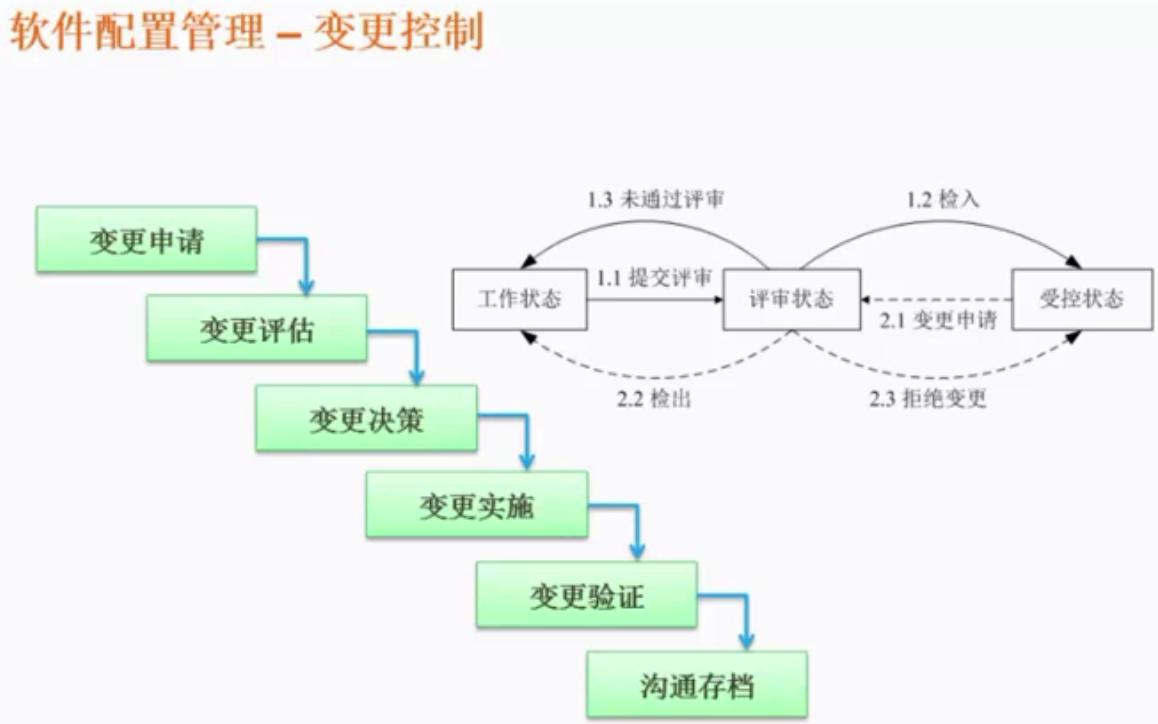 软件配置管理 – 变更控制
变更申请
变更评估
变更决策
变更实施
变更验证
沟通存档
1.3 未通过评审
1.2 检入
工作状态
1.1 提交评审
评审状态
受控状态
2.1 变更申请
2.2 检出
2.3 拒绝变更